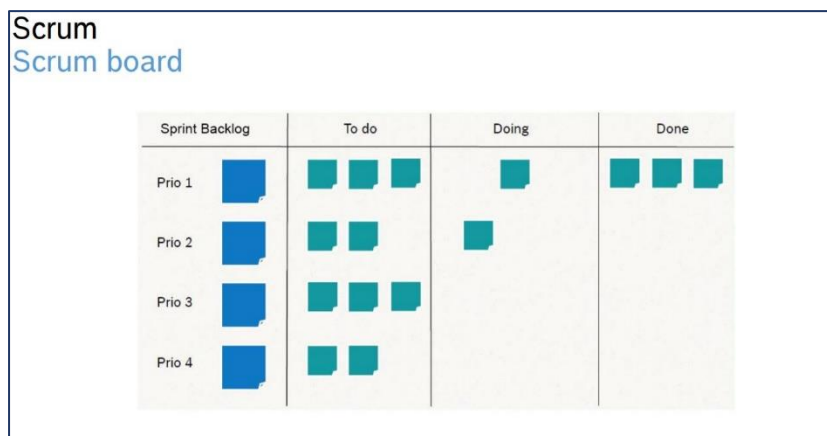 Scrum
Scrum board
Sprint Backlog To do Doing Done
Prio 1
Prio 2
Prio 3
Prio 4